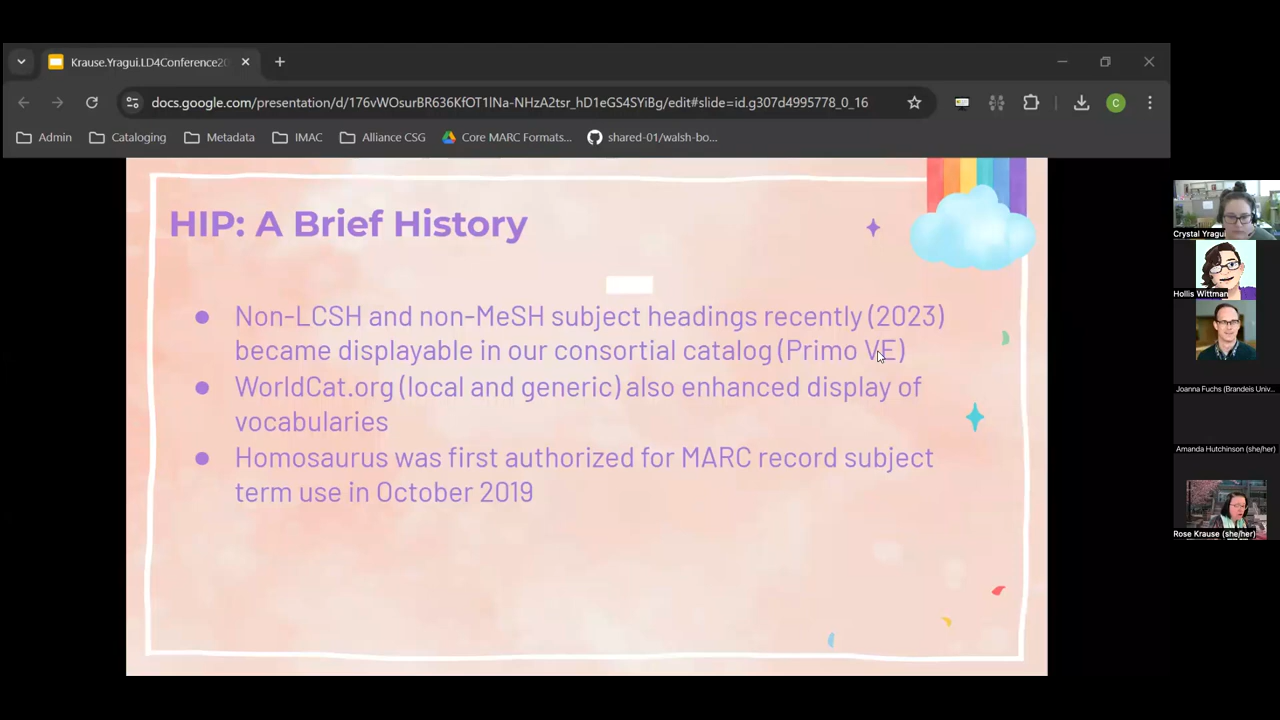 Krause.Yragui.LD4Conference20
docs.google.com/presentation/d/176vWOsurBR636KfOT1lNa-NHzA2tsr_hD1eGS4SYiBg/edit#slide=id.g307d4995778_0_16
C
Admin
Cataloging
Metadata
IMAC
Alliance CSG
Core MARC Formats...
shared-01/walsh-bo...
HIP: A Brief History
Non-LCSH and non-MeSH subject headings recently (2023)
became displayable in our consortial catalog (Primo VE)
WorldCat.org (local and generic) also enhanced display of
vocabularies
Homosaurus was first authorized for MARC record subject
term use in October 2019
Crystal Yragui
Hollis Wittman
Joanna Fuchs (Brandeis Univ...
Amanda Hutchinson (she/her)
Rose Krause (she/her)